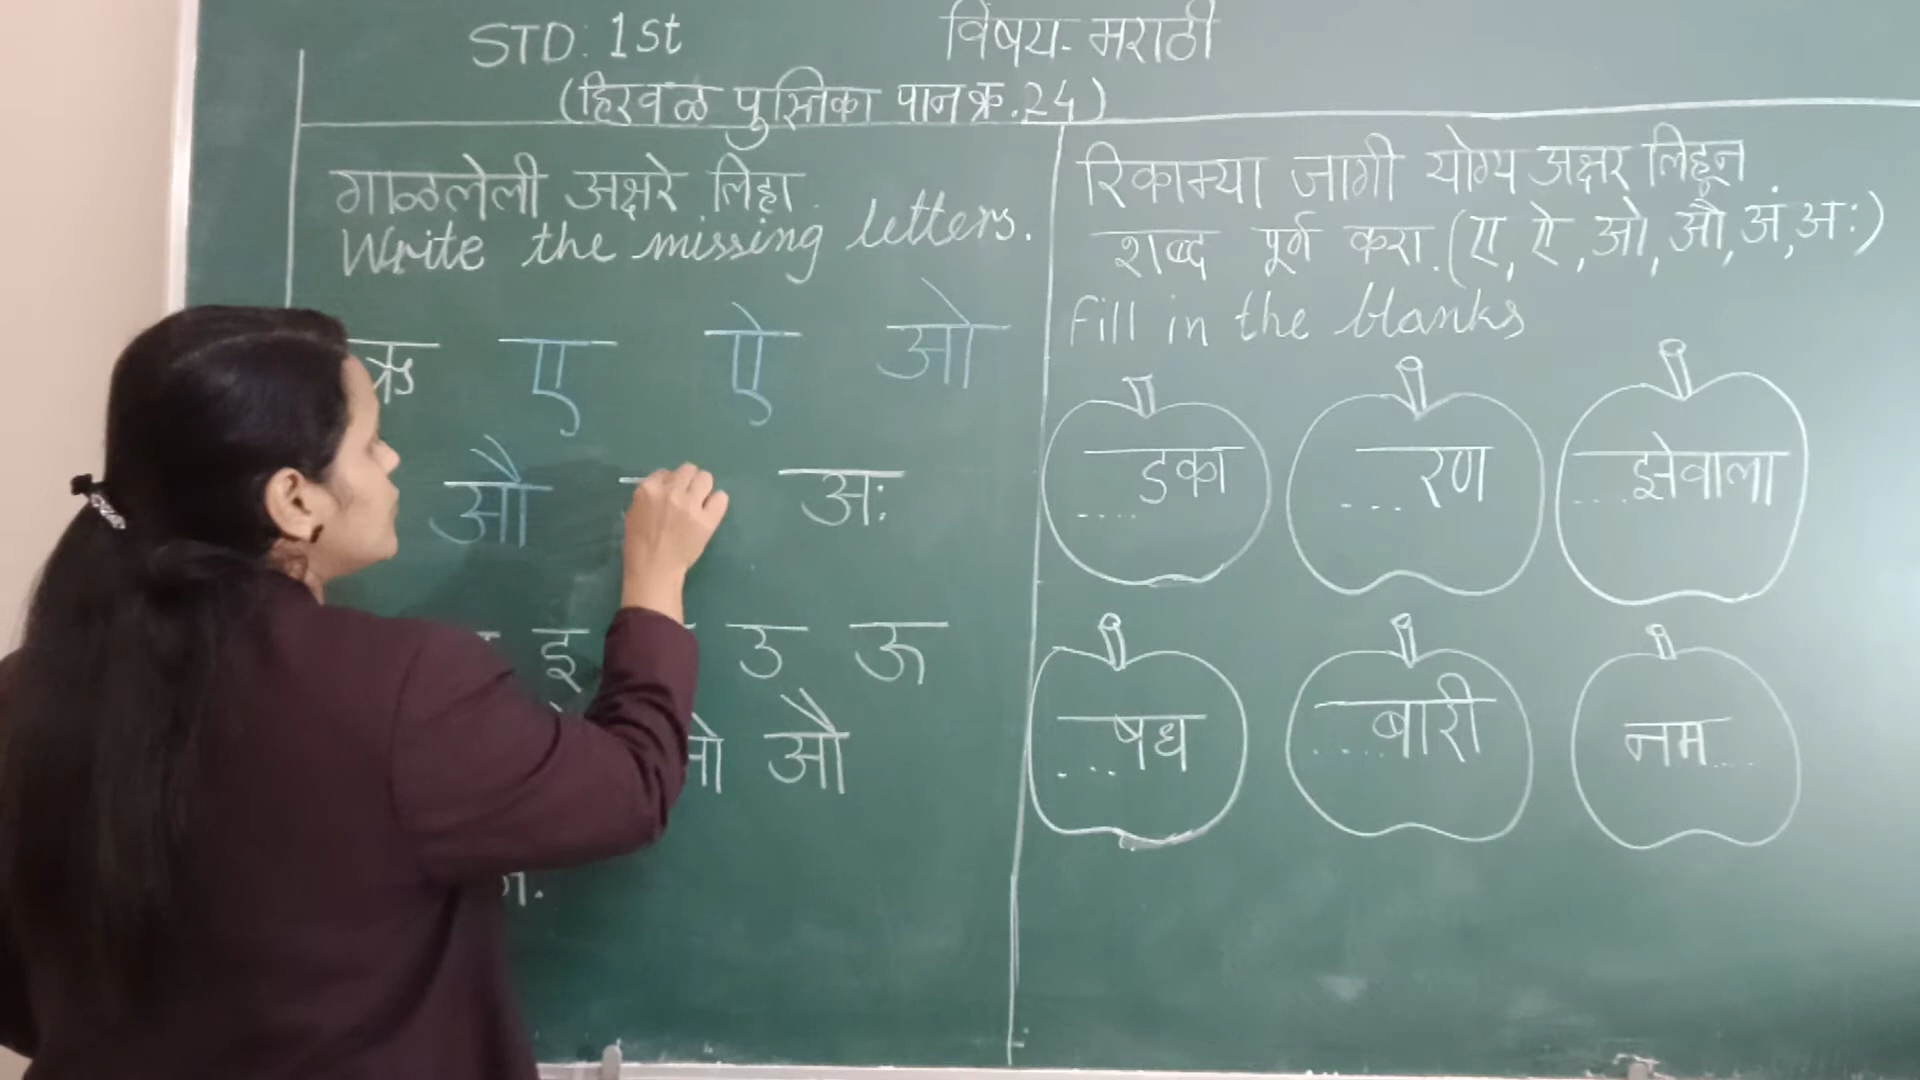 STD: 1st
विषय- मराठी
(हिरवळ पुस्तिका पान क्र. 24)
गाळलेली अक्षरे लिहा.
Write the missing letters.
ऋ ए ऐ ओ
औ अः
इ उ ऊ
औ
रिकाम्या जागी योग्य अक्षर लिहून
शब्द पूर्ण करा. (ए, ऐ, ओ, औ, अं, अः)
Fill in the blanks
....डका ...रण ....झेवाला
....षध .....बारी नम....